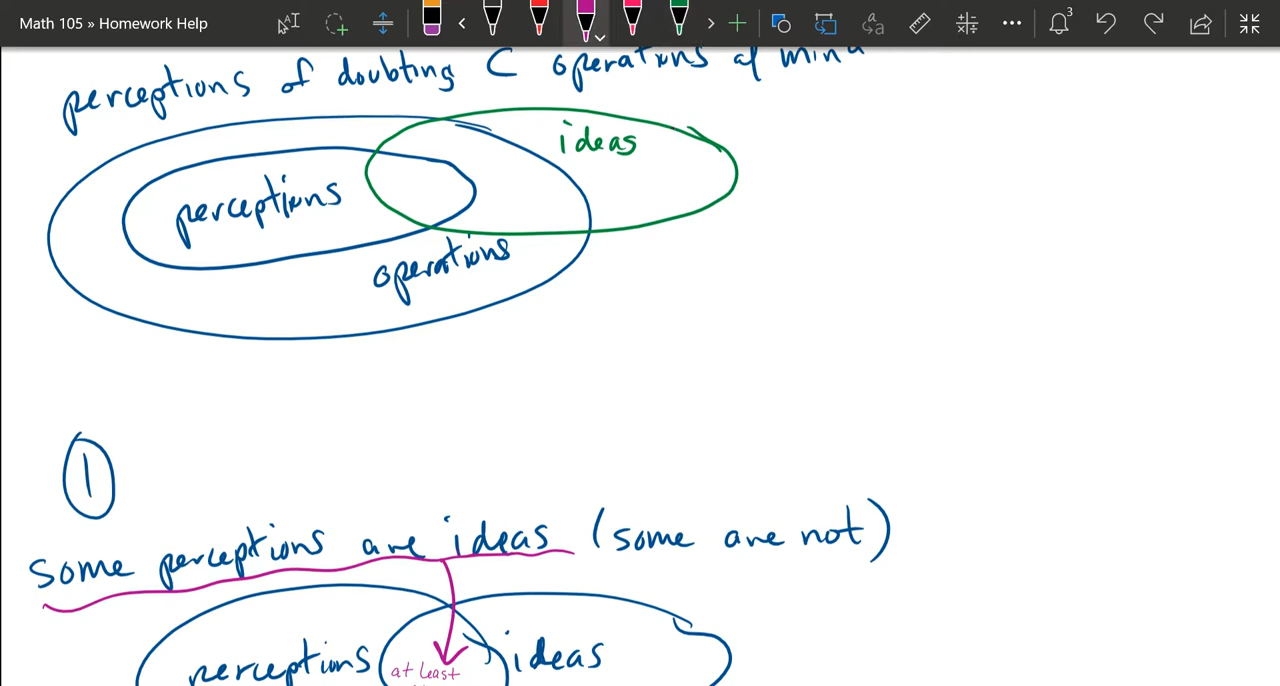 Math 105 » Homework Help
3
perceptions of doubting ⊂ operations of mind
ideas
perceptions
operations
1
some perceptions are ideas (some are not)
perceptions
ideas
at least